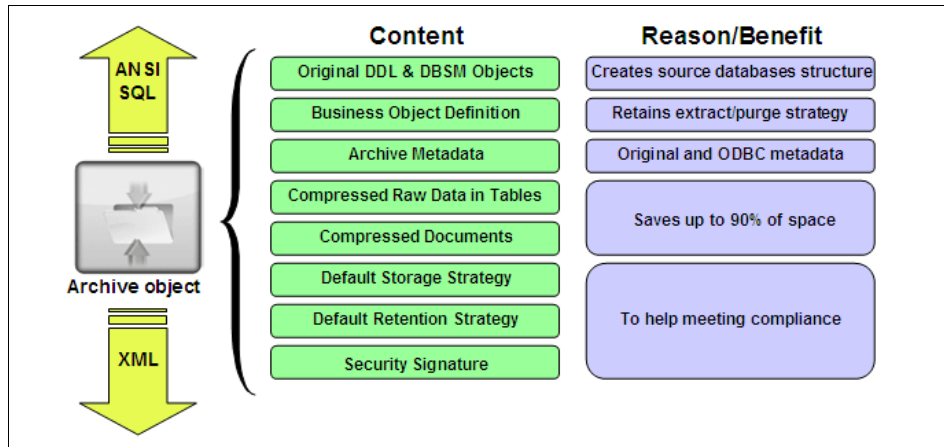 Content
Reason/Benefit
ANSI
SQL
Original DDL & DBSM Objects
Creates source databases structure
Business Object Definition
Retains extract/purge strategy
Archive Metadata
Original and ODBC metadata
Compressed Raw Data in Tables
Saves up to 90% of space
Compressed Documents
Archive object
Default Storage Strategy
Default Retention Strategy
To help meeting compliance
XML
Security Signature